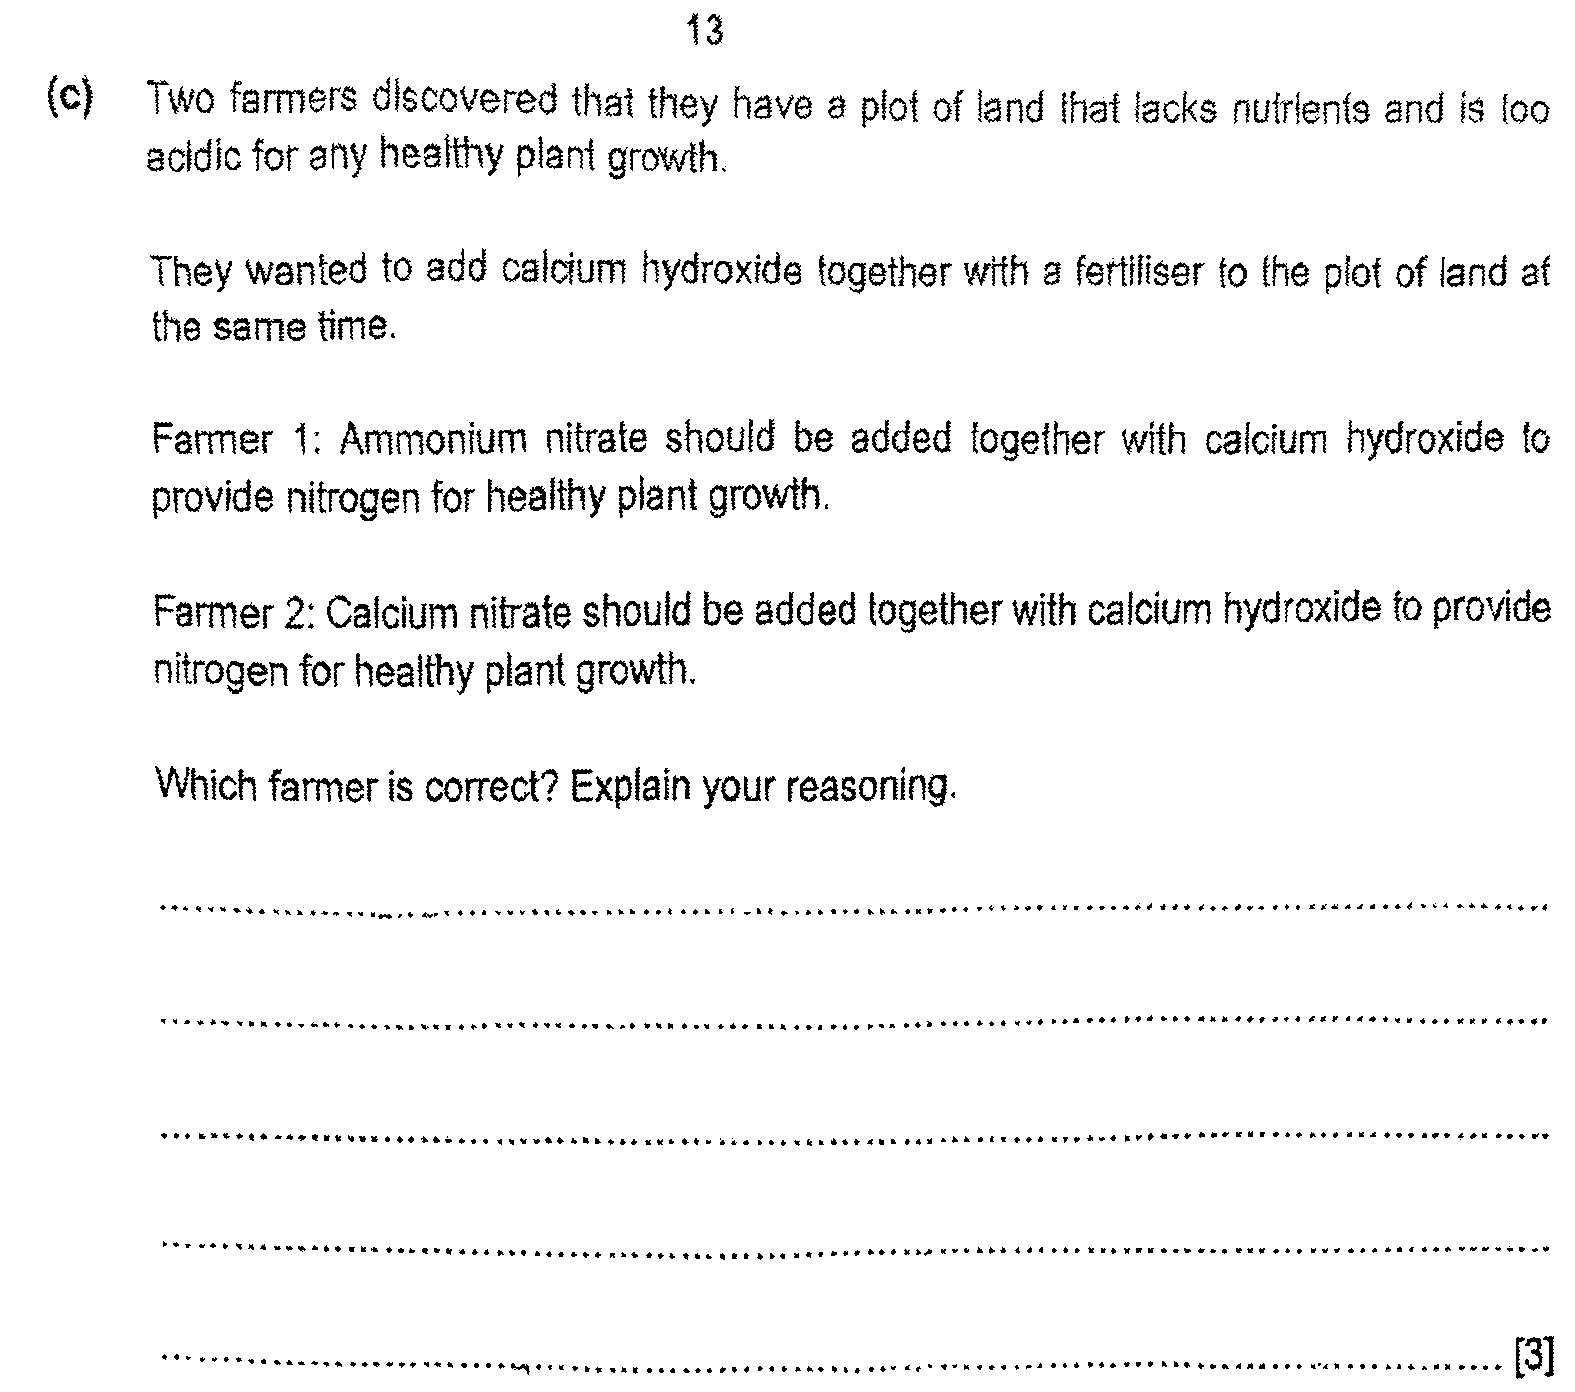 13
(c) Two farmers discovered that they have a plot of land that lacks nutrients and is too
acidic for any healthy plant growth.
They wanted to add calcium hydroxide together with a fertiliser to the plot of land at
the same time.
Farmer 1: Ammonium nitrate should be added together with calcium hydroxide to
provide nitrogen for healthy plant growth.
Farmer 2: Calcium nitrate should be added together with calcium hydroxide to provide
nitrogen for healthy plant growth.
Which farmer is correct? Explain your reasoning.
[3]